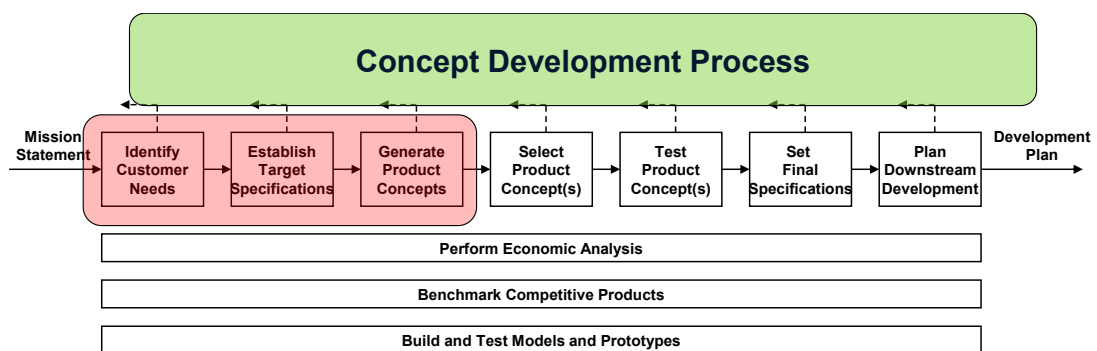 Concept Development Process
Mission
Statement
Identify
Customer
Needs
Establish
Target
Specifications
Generate
Product
Concepts
Select
Product
Concept(s)
Test
Product
Concept(s)
Set
Final
Specifications
Plan
Downstream
Development
Development
Plan
Perform Economic Analysis
Benchmark Competitive Products
Build and Test Models and Prototypes